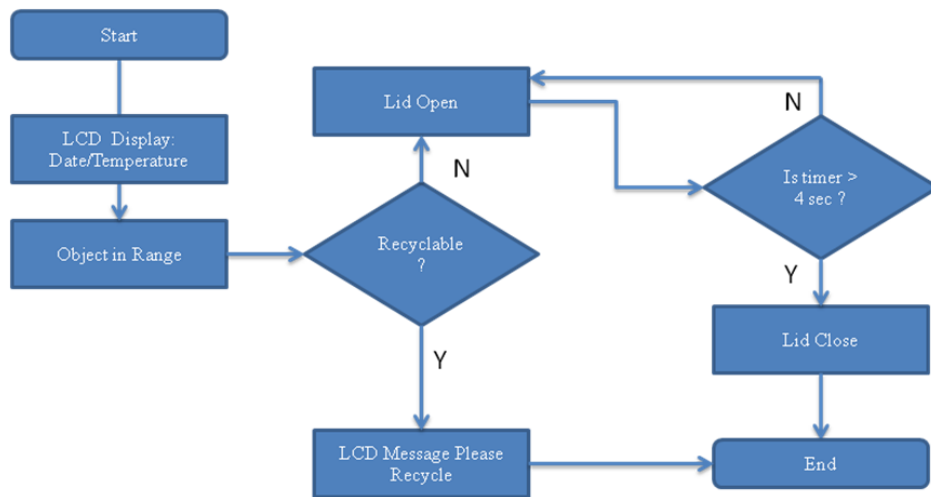 Start
LCD Display:
Date/Temperature
Object in Range
Recyclable
?
N
Lid Open
Y
LCD Message Please
Recycle
Is timer >
4 sec ?
N
Y
Lid Close
End